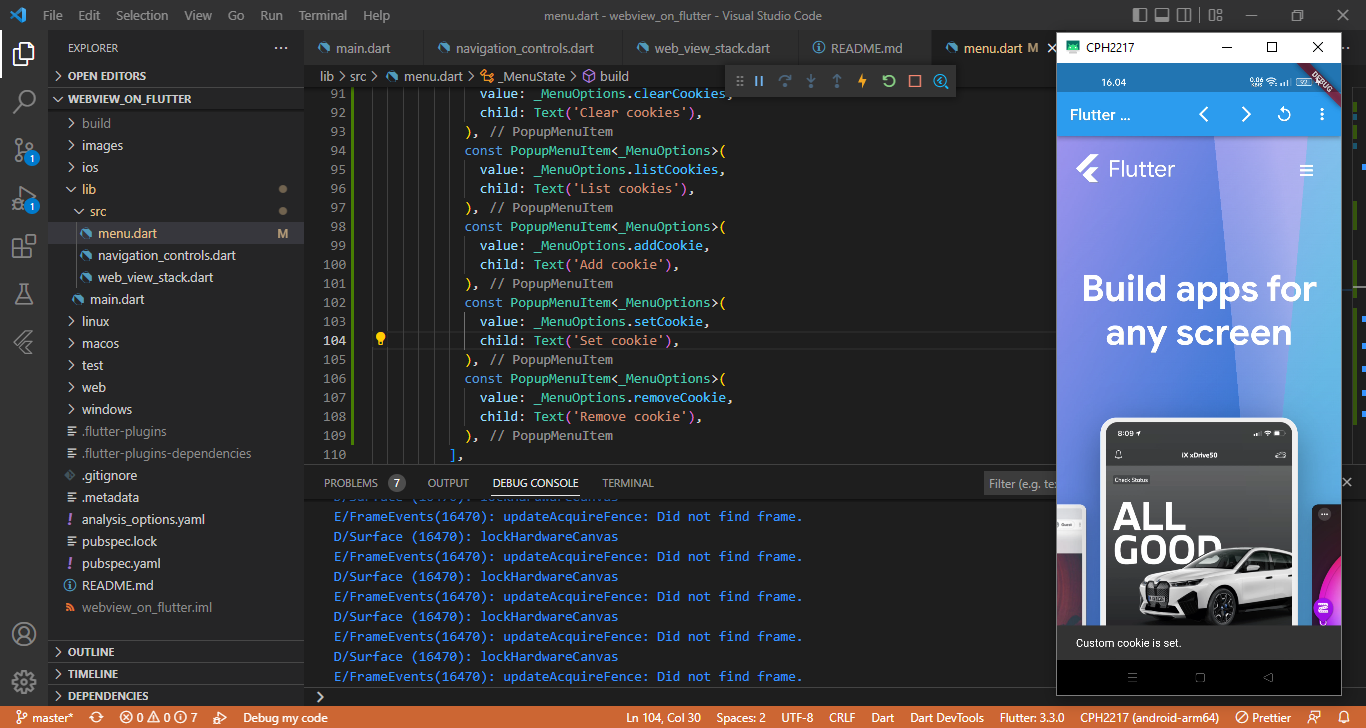 File Edit Selection View Go Run Terminal Help
menu.dart - webview_on_flutter - Visual Studio Code
EXPLORER
OPEN EDITORS
WEBVIEW_ON_FLUTTER
build
images
ios
lib
src
menu.dart M
navigation_controls.dart
web_view_stack.dart
main.dart
linux
macos
test
web
windows
.flutter-plugins
.flutter-plugins-dependencies
.gitignore
.metadata
analysis_options.yaml
pubspec.lock
pubspec.yaml
README.md
webview_on_flutter.iml
OUTLINE
TIMELINE
DEPENDENCIES
1
1
main.dart navigation_controls.dart web_view_stack.dart README.md menu.dart M
lib > src > menu.dart > _MenuState > build
91 value: _MenuOptions.clearCookies,
92 child: Text('Clear cookies'),
93 ), // PopupMenuItem
94 const PopupMenuItem<_MenuOptions>(
95 value: _MenuOptions.listCookies,
96 child: Text('List cookies'),
97 ), // PopupMenuItem
98 const PopupMenuItem<_MenuOptions>(
99 value: _MenuOptions.addCookie,
100 child: Text('Add cookie'),
101 ), // PopupMenuItem
102 const PopupMenuItem<_MenuOptions>(
103 value: _MenuOptions.setCookie,
104 child: Text('Set cookie'),
105 ), // PopupMenuItem
106 const PopupMenuItem<_MenuOptions>(
107 value: _MenuOptions.removeCookie,
108 child: Text('Remove cookie'),
109 ), // PopupMenuItem
110 ],
PROBLEMS 7 OUTPUT DEBUG CONSOLE TERMINAL
Filter (e.g. te
D/Surface (16470): lockHardwareCanvas
E/FrameEvents(16470): updateAcquireFence: Did not find frame.
D/Surface (16470): lockHardwareCanvas
E/FrameEvents(16470): updateAcquireFence: Did not find frame.
D/Surface (16470): lockHardwareCanvas
E/FrameEvents(16470): updateAcquireFence: Did not find frame.
D/Surface (16470): lockHardwareCanvas
E/FrameEvents(16470): updateAcquireFence: Did not find frame.
D/Surface (16470): lockHardwareCanvas
E/FrameEvents(16470): updateAcquireFence: Did not find frame.
CPH2217
16.04
DEBUG
Flutter ...
Flutter
Build apps for
any screen
8:09
iX xDrive50
Check Status
ALL
GOOD
Custom cookie is set.
master* 0 0 7 Debug my code
Ln 104, Col 30 Spaces: 2 UTF-8 CRLF Dart Dart DevTools Flutter: 3.3.0 CPH2217 (android-arm64) Prettier